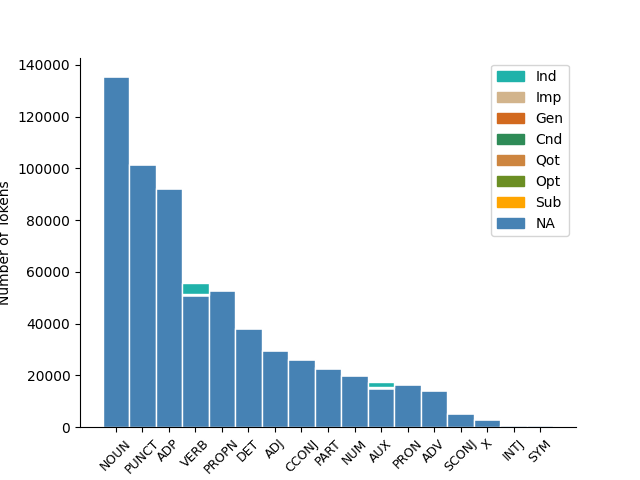 140000
120000
100000
80000
60000
40000
20000
0
Number of Tokens
NOUN
PUNCT
ADP
VERB
PROPN
DET
ADJ
CCONJ
PART
NUM
AUX
PRON
ADV
SCONJ
X
INTJ
SYM
Ind
Imp
Gen
Cnd
Qot
Opt
Sub
NA